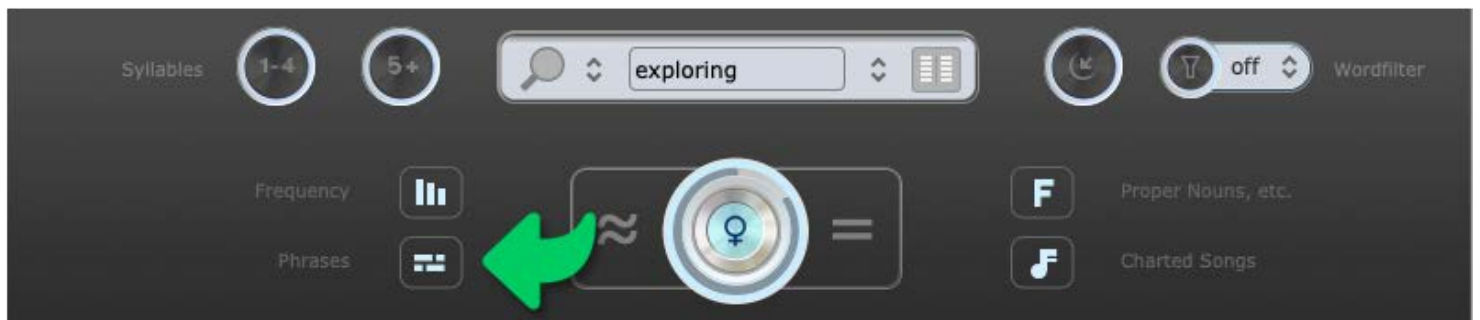 Syllables 1-4 5+ exploring off Wordfilter
Frequency F Proper Nouns, etc.
≈ ♀ =
Phrases Charted Songs